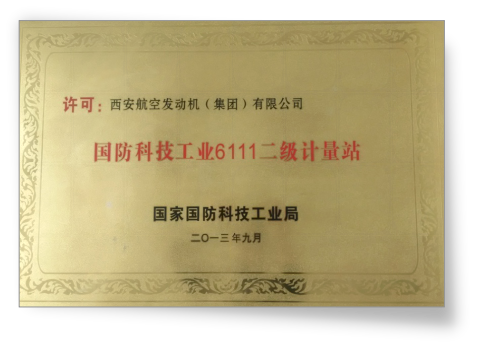 许可：西安航空发动机（集团）有限公司
国防科技工业6111二级计量站
国家国防科技工业局
二〇一三年九月